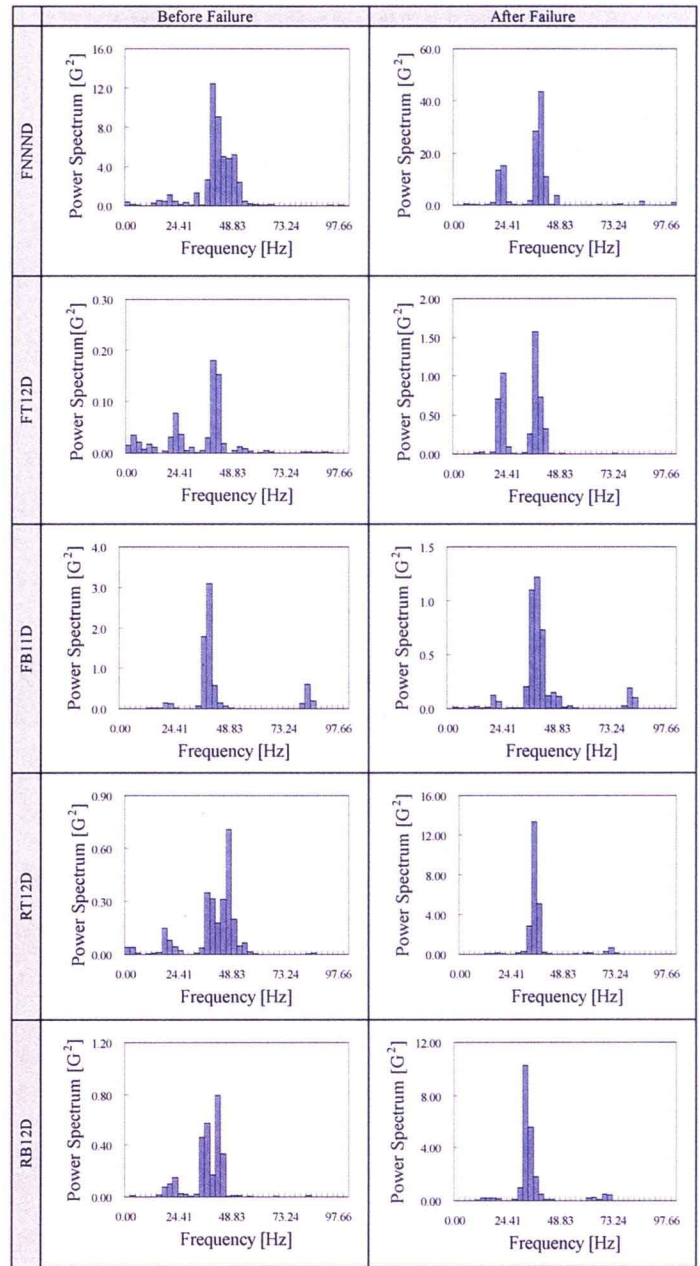 Before Failure
After Failure
FNNND
Power Spectrum [G²]
16.0
12.0
8.0
4.0
0.0
0.00 24.41 48.83 73.24 97.66
Frequency [Hz]
Power Spectrum [G²]
60.0
40.0
20.0
0.0
0.00 24.41 48.83 73.24 97.66
Frequency [Hz]
FT12D
Power Spectrum[G²]
0.30
0.20
0.10
0.00
0.00 24.41 48.83 73.24 97.66
Frequency [Hz]
Power Spectrum[G²]
2.00
1.50
1.00
0.50
0.00
0.00 24.41 48.83 73.24 97.66
Frequency [Hz]
FB11D
Power Spectrum [G²]
4.0
3.0
2.0
1.0
0.0
0.00 24.41 48.83 73.24 97.66
Frequency [Hz]
Power Spectrum [G²]
1.5
1.0
0.5
0.0
0.00 24.41 48.83 73.24 97.66
Frequency [Hz]
RT12D
Power Spectrum [G²]
0.90
0.60
0.30
0.00
0.00 24.41 48.83 73.24 97.66
Frequency [Hz]
Power Spectrum [G²]
16.00
12.00
8.00
4.00
0.00
0.00 24.41 48.83 73.24 97.66
Frequency [Hz]
RB12D
Power Spectrum [G²]
1.20
0.80
0.40
0.00
0.00 24.41 48.83 73.24 97.66
Frequency [Hz]
Power Spectrum [G²]
12.00
8.00
4.00
0.00
0.00 24.41 48.83 73.24 97.66
Frequency [Hz]